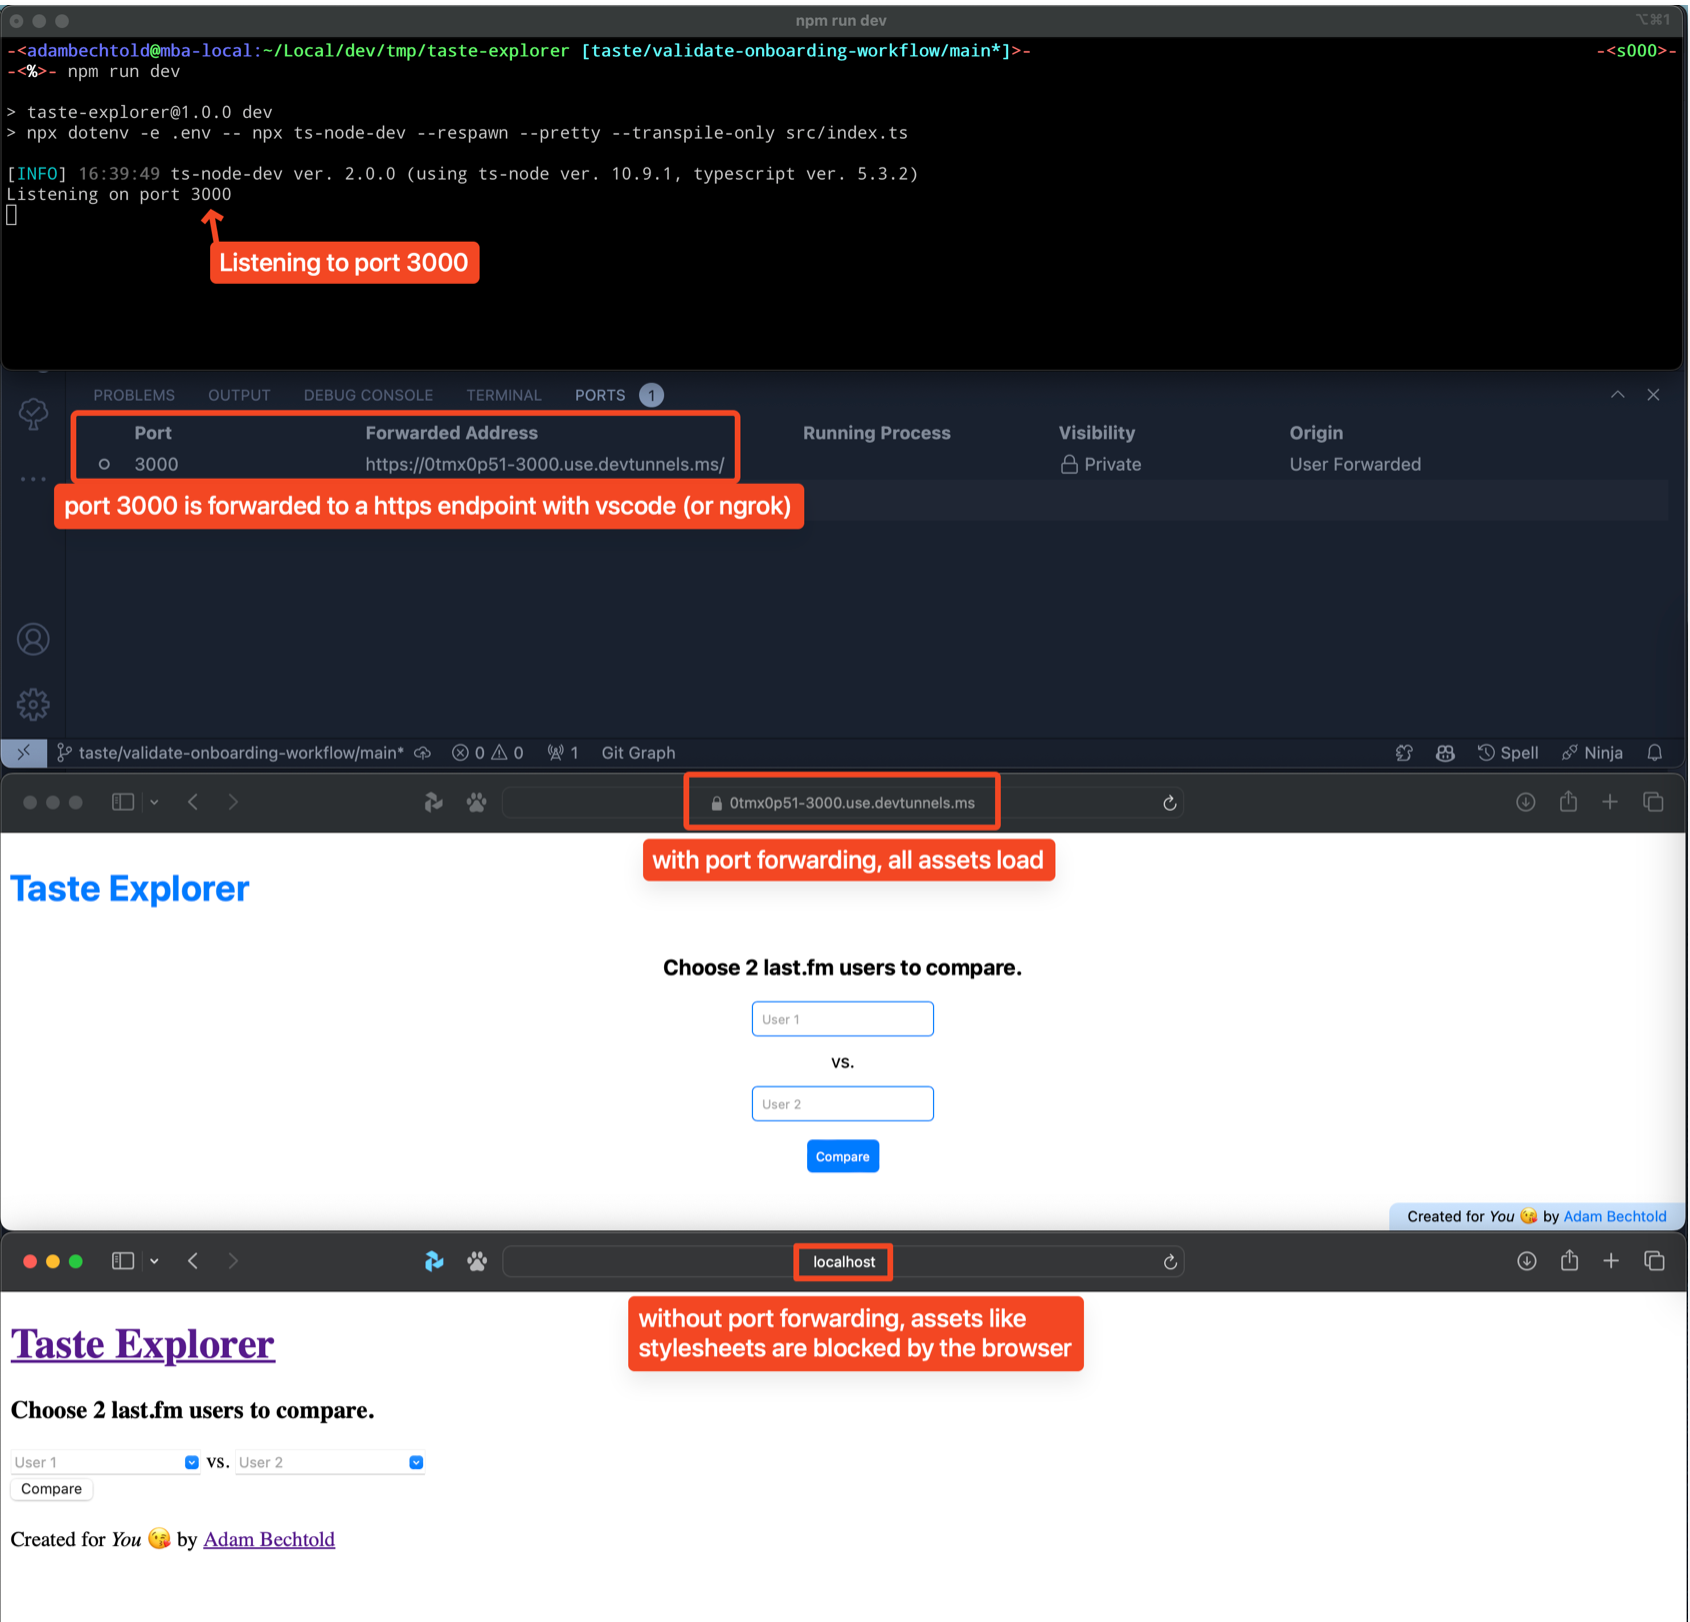 npm run dev
⌥⌘1
-<adambechtold@mba-local:~/Local/dev/tmp/taste-explorer [taste/validate-onboarding-workflow/main*]>- -<s000>-
-<%>- npm run dev
> taste-explorer@1.0.0 dev
> npx dotenv -e .env -- npx ts-node-dev --respawn --pretty --transpile-only src/index.ts
[INFO] 16:39:49 ts-node-dev ver. 2.0.0 (using ts-node ver. 10.9.1, typescript ver. 5.3.2)
Listening on port 3000
Listening to port 3000
PROBLEMS OUTPUT DEBUG CONSOLE TERMINAL PORTS 1
Port Forwarded Address Running Process Visibility Origin
3000 https://0tmx0p51-3000.use.devtunnels.ms/ Private User Forwarded
port 3000 is forwarded to a https endpoint with vscode (or ngrok)
taste/validate-onboarding-workflow/main* 0 0 1 Git Graph Spell Ninja
0tmx0p51-3000.use.devtunnels.ms
with port forwarding, all assets load
Taste Explorer
Choose 2 last.fm users to compare.
User 1
vs.
User 2
Compare
Created for You 😘 by Adam Bechtold
localhost
without port forwarding, assets like
stylesheets are blocked by the browser
Taste Explorer
Choose 2 last.fm users to compare.
User 1 vs. User 2
Compare
Created for You 😘 by Adam Bechtold